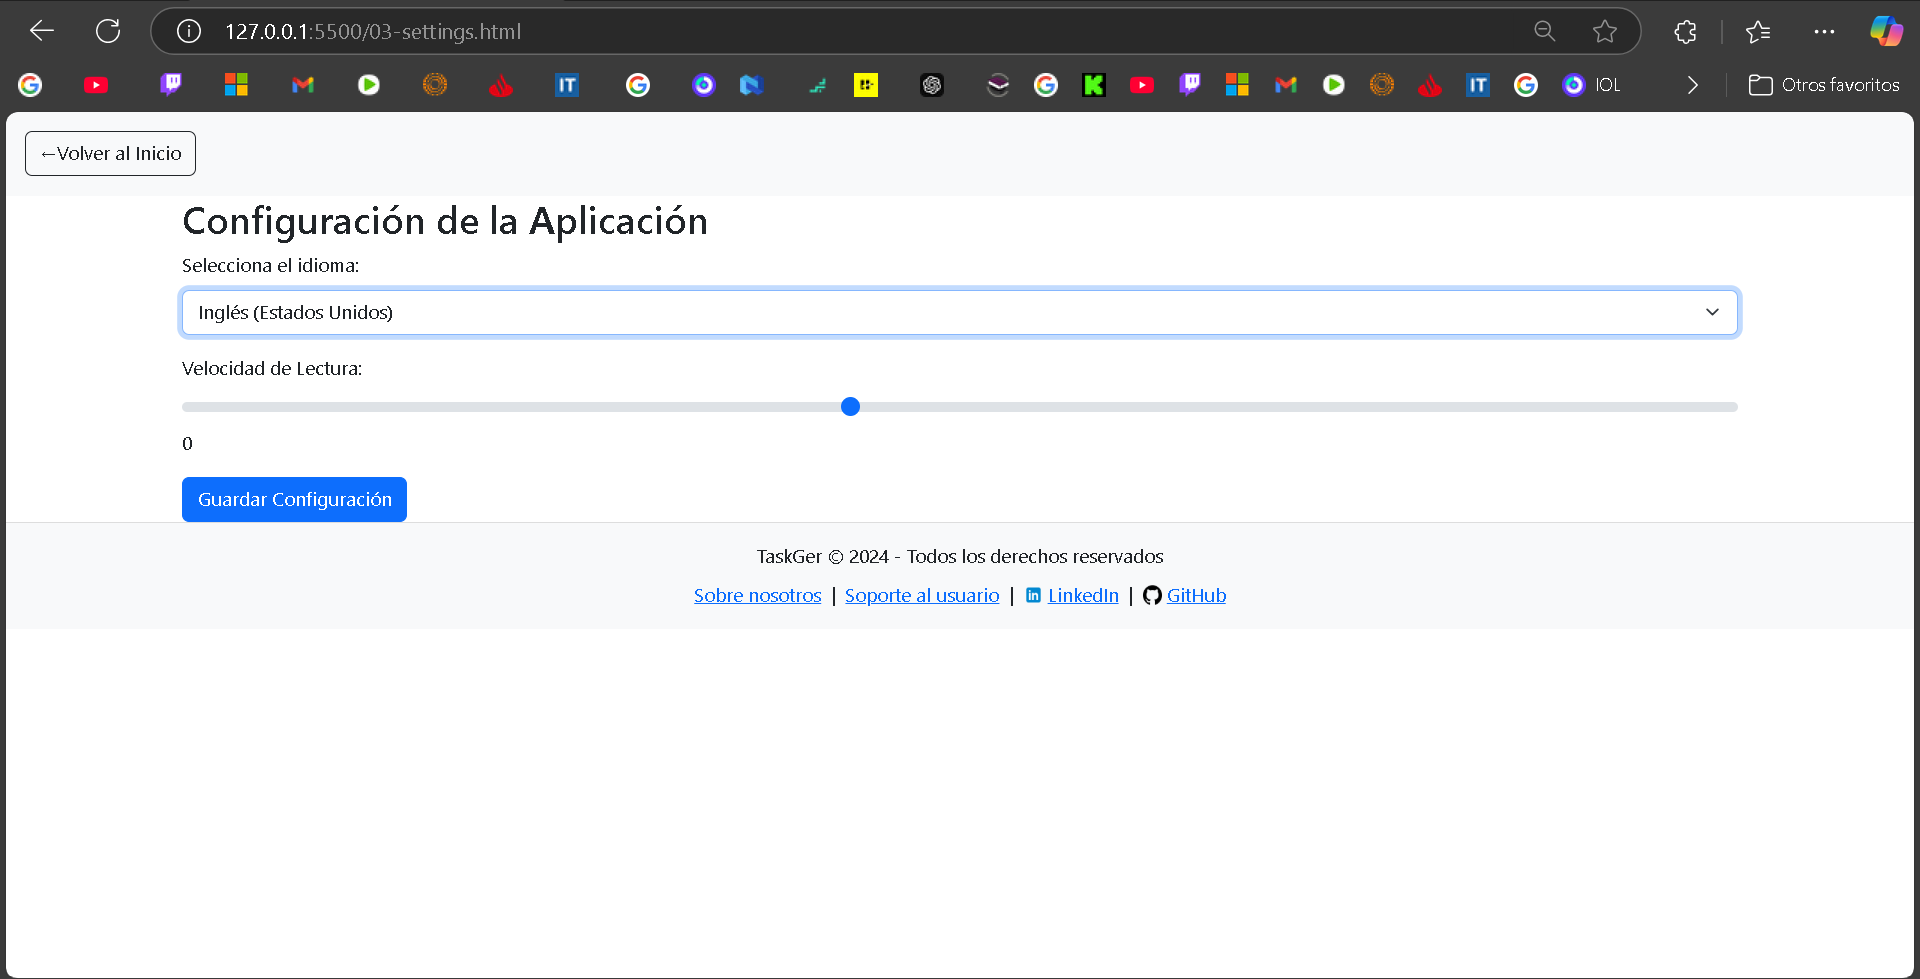 127.0.0.1:5500/03-settings.html
IOL
Otros favoritos
←Volver al Inicio
Configuración de la Aplicación
Selecciona el idioma:
Inglés (Estados Unidos)
Velocidad de Lectura:
0
Guardar Configuración
TaskGer © 2024 - Todos los derechos reservados
Sobre nosotros | Soporte al usuario | in LinkedIn | GitHub